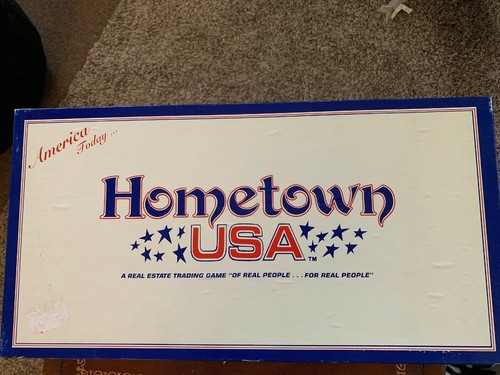 America
Today...
Hometown
USA™
A REAL ESTATE TRADING GAME "OF REAL PEOPLE . . . FOR REAL PEOPLE"